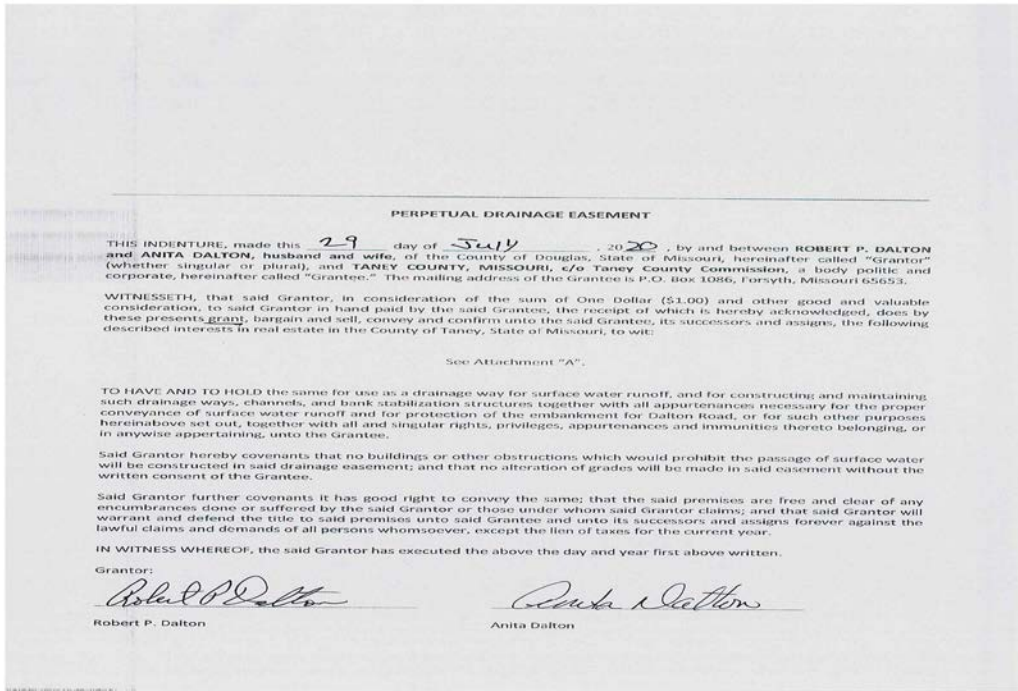 PERPETUAL DRAINAGE EASEMENT
THIS INDENTURE, made this 29 day of July, 2020, by and between ROBERT P. DALTON
and ANITA DALTON, husband and wife, of the County of Douglas, State of Missouri, hereinafter called "Grantor"
(whether singular or plural), and TANEY COUNTY, MISSOURI, c/o Taney County Commission, a body politic and
corporate, hereinafter called "Grantee." The mailing address of the Grantee is P.O. Box 1086, Forsyth, Missouri 65653.
WITNESSETH, that said Grantor, in consideration of the sum of One Dollar ($1.00) and other good and valuable
consideration, to said Grantor in hand paid by the said Grantee, the receipt of which is hereby acknowledged, does by
these presents grant, bargain and sell, convey and confirm unto the said Grantee, its successors and assigns, the following
described interests in real estate in the County of Taney, State of Missouri, to wit:
See Attachment "A".
TO HAVE AND TO HOLD the same for use as a drainage way for surface water runoff, and for constructing and maintaining
such drainage ways, channels, and bank stabilization structures together with all appurtenances necessary for the proper
conveyance of surface water runoff and for protection of the embankment for Dalton Road, or for such other purposes
hereinabove set out, together with all and singular rights, privileges, appurtenances and immunities thereto belonging, or
in anywise appertaining, unto the Grantee.
Said Grantor hereby covenants that no buildings or other obstructions which would prohibit the passage of surface water
will be constructed in said drainage easement; and that no alteration of grades will be made in said easement without the
written consent of the Grantee.
Said Grantor further covenants it has good right to convey the same; that the said premises are free and clear of any
encumbrances done or suffered by the said Grantor or those under whom said Grantor claims; and that said Grantor will
warrant and defend the title to said premises unto said Grantee and unto its successors and assigns forever against the
lawful claims and demands of all persons whomsoever, except the lien of taxes for the current year.
IN WITNESS WHEREOF, the said Grantor has executed the above the day and year first above written.
Grantor:
Robert P Dalton Anita Dalton
Robert P. Dalton Anita Dalton